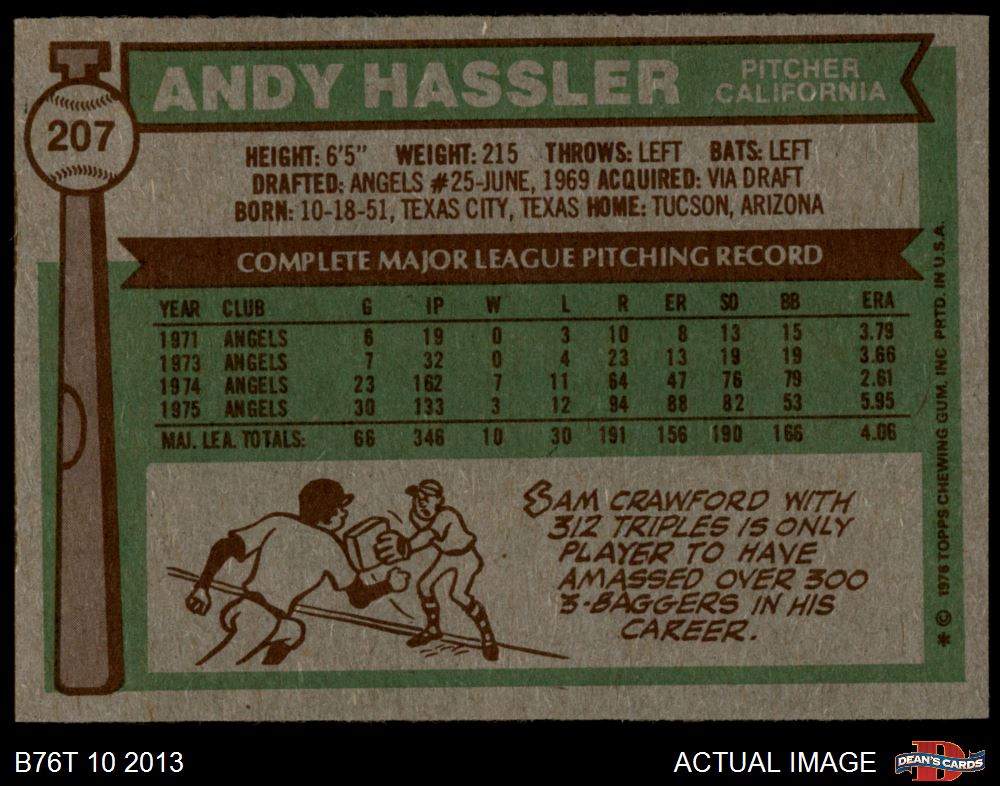 ANDY HASSLER
PITCHER
CALIFORNIA
207
HEIGHT: 6'5" WEIGHT: 215 THROWS: LEFT BATS: LEFT
DRAFTED: ANGELS #25-JUNE, 1969 ACQUIRED: VIA DRAFT
BORN: 10-18-51, TEXAS CITY, TEXAS HOME: TUCSON, ARIZONA
COMPLETE MAJOR LEAGUE PITCHING RECORD
YEAR CLUB G IP W L R ER SO BB ERA
1971 ANGELS 6 19 0 3 10 8 13 15 3.79
1973 ANGELS 7 32 0 4 23 13 19 19 3.66
1974 ANGELS 23 162 7 11 64 47 76 79 2.61
1975 ANGELS 30 133 3 12 94 88 82 53 5.95
MAJ. LEA. TOTALS: 66 346 10 30 191 156 190 166 4.06
SAM CRAWFORD WITH
312 TRIPLES IS ONLY
PLAYER TO HAVE
AMASSED OVER 300
3-BAGGERS IN HIS
CAREER.
* © 1976 TOPPS CHEWING GUM, INC PRTD. IN U.S.A.
B76T 10 2013
ACTUAL IMAGE
D
DEAN'S CARDS